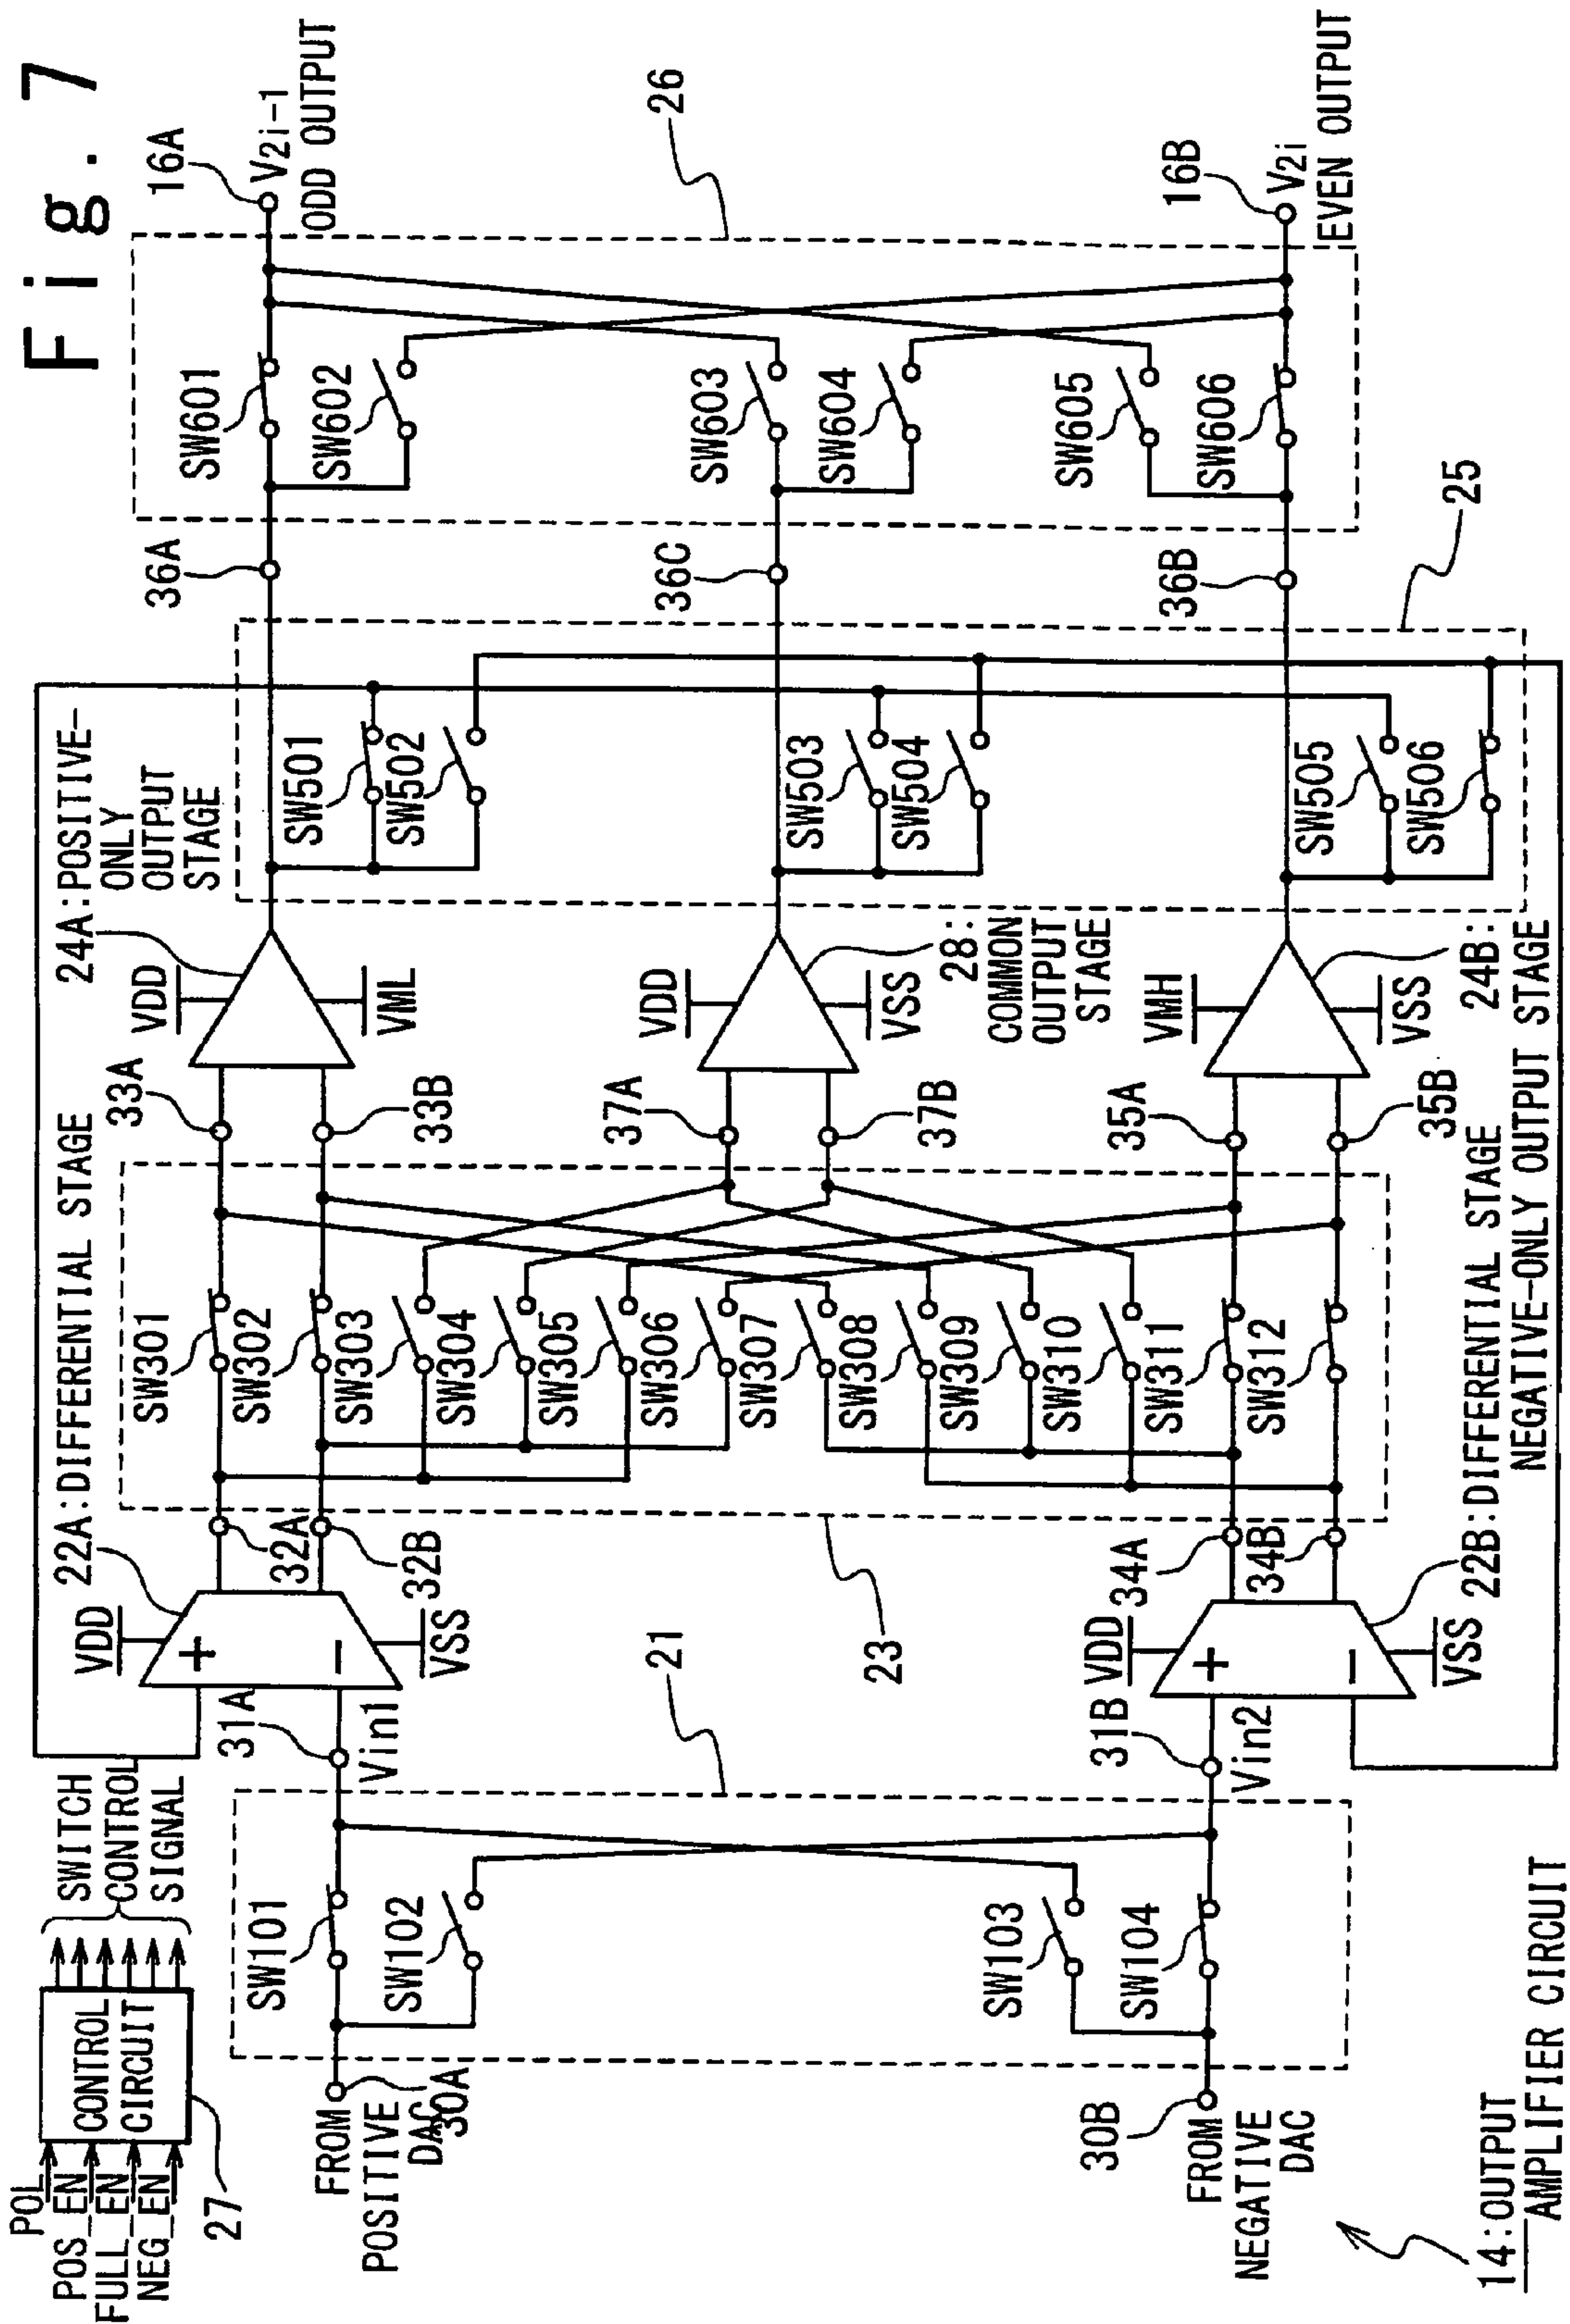 Fig. 7
POL
POS_EN
FULL_EN
NEG_EN
CONTROL
CIRCUIT
27
SWITCH
CONTROL
SIGNAL
FROM
POSITIVE
DAC
30A
FROM
NEGATIVE
DAC
30B
SW101
SW102
SW103
SW104
21
31A
Vin1
31B
Vin2
22A:DIFFERENTIAL STAGE
VDD
+
−
VSS
32A
32B
22B:DIFFERENTIAL STAGE
VDD
+
−
VSS
34A
34B
23
SW301
SW302
SW303
SW304
SW305
SW306
SW307
SW308
SW309
SW310
SW311
SW312
33A
33B
37A
37B
35A
35B
24A:POSITIVE-
ONLY
OUTPUT
STAGE
VDD
VML
28:
COMMON
OUTPUT
STAGE
VDD
VSS
24B:
NEGATIVE-ONLY OUTPUT STAGE
VMH
VSS
SW501
SW502
SW503
SW504
SW505
SW506
25
36A
36C
36B
SW601
SW602
SW603
SW604
SW605
SW606
26
16A
V2i-1
ODD OUTPUT
16B
V2i
EVEN OUTPUT
14:OUTPUT
AMPLIFIER CIRCUIT